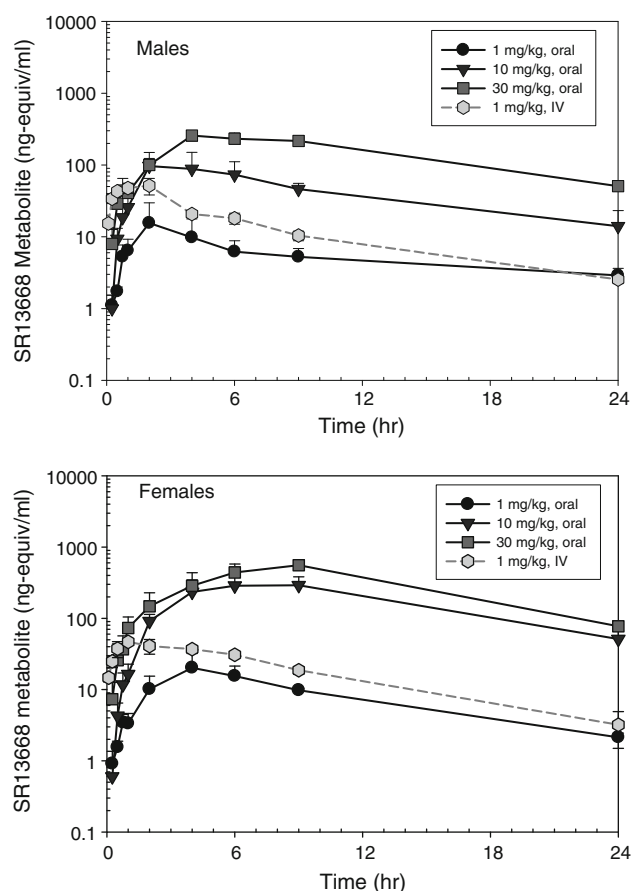 Males
10000
1000
100
10
1
0.1
SR13668 Metabolite (ng-equiv/ml)
1 mg/kg, oral
10 mg/kg, oral
30 mg/kg, oral
1 mg/kg, IV
0 6 12 18 24
Time (hr)
Females
10000
1000
100
10
1
0.1
SR13668 metabolite (ng-equiv/ml)
1 mg/kg, oral
10 mg/kg, oral
30 mg/kg, oral
1 mg/kg, IV
0 6 12 18 24
Time (hr)